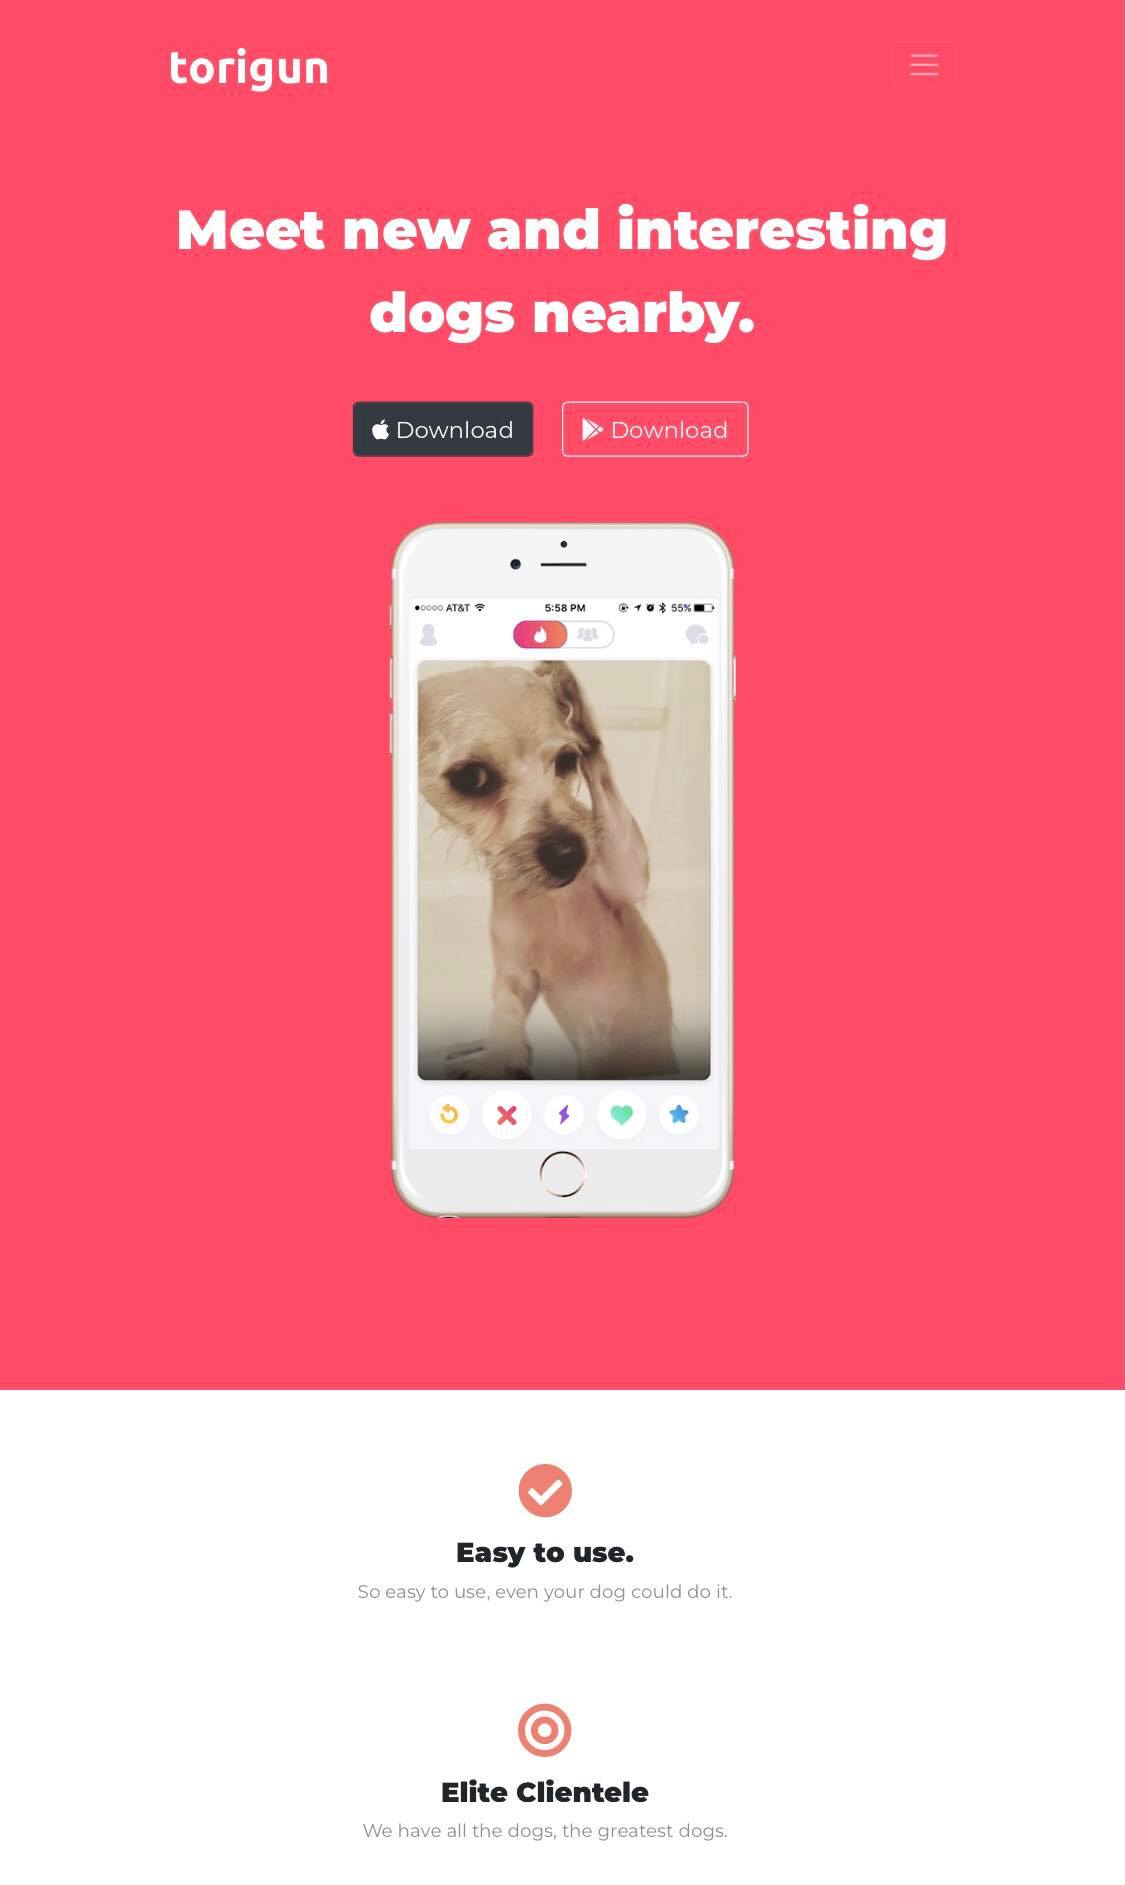 torigun
Meet new and interesting
dogs nearby.
Download
Download
AT&T 5:58 PM 55%
Easy to use.
So easy to use, even your dog could do it.
Elite Clientele
We have all the dogs, the greatest dogs.